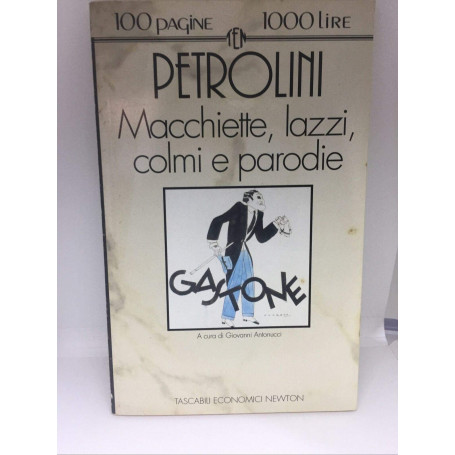 100 pagine 1000 lire
TEN
PETROLINI
Macchiette, lazzi,
colmi e parodie
GASTONE
A cura di Giovanni Antonucci
TASCABILI ECONOMICI NEWTON